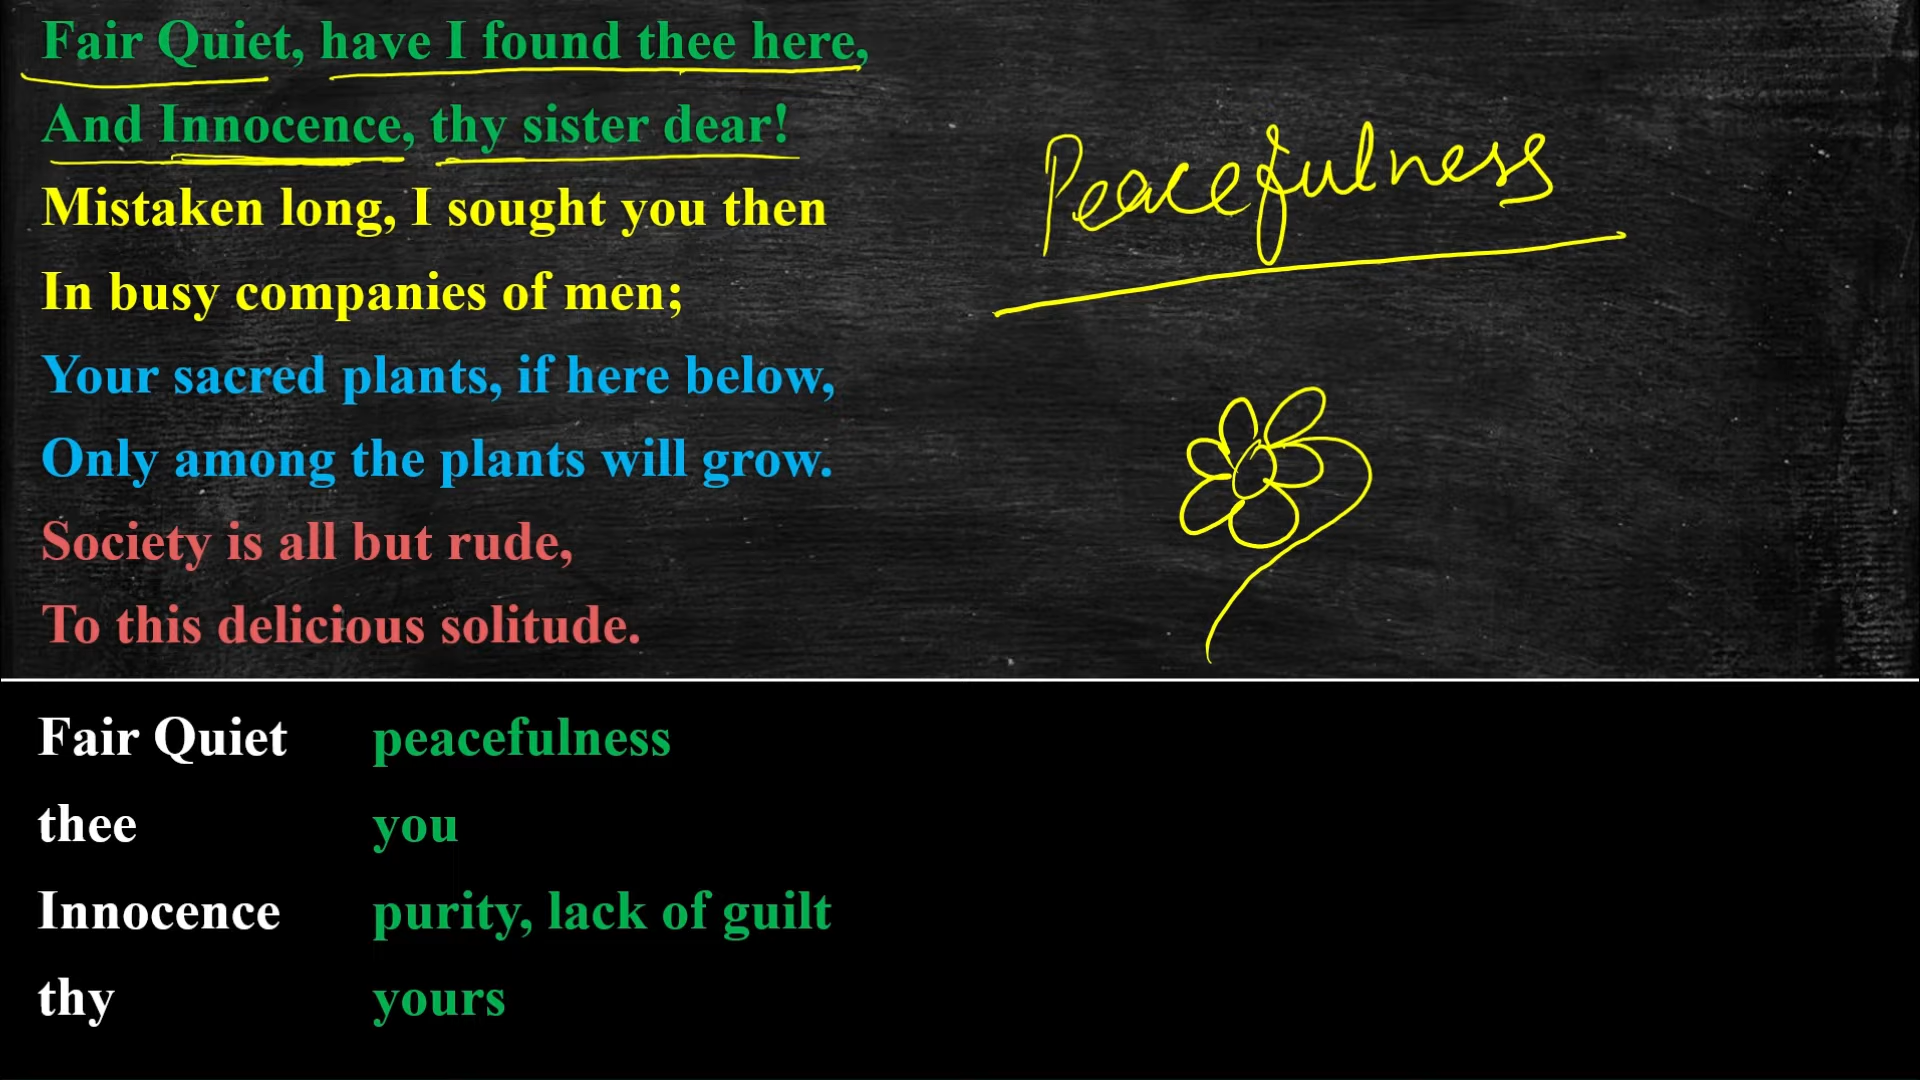 Fair Quiet, have I found thee here,
And Innocence, thy sister dear!
Mistaken long, I sought you then
In busy companies of men;
Your sacred plants, if here below,
Only among the plants will grow.
Society is all but rude,
To this delicious solitude.
Peacefulness
Fair Quiet peacefulness
thee you
Innocence purity, lack of guilt
thy yours